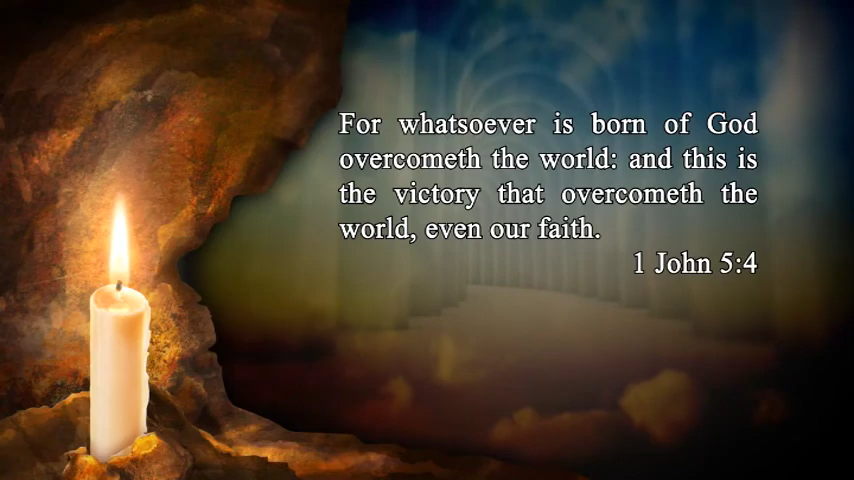 For whatsoever is born of God
overcometh the world: and this is
the victory that overcometh the
world, even our faith.
1 John 5:4